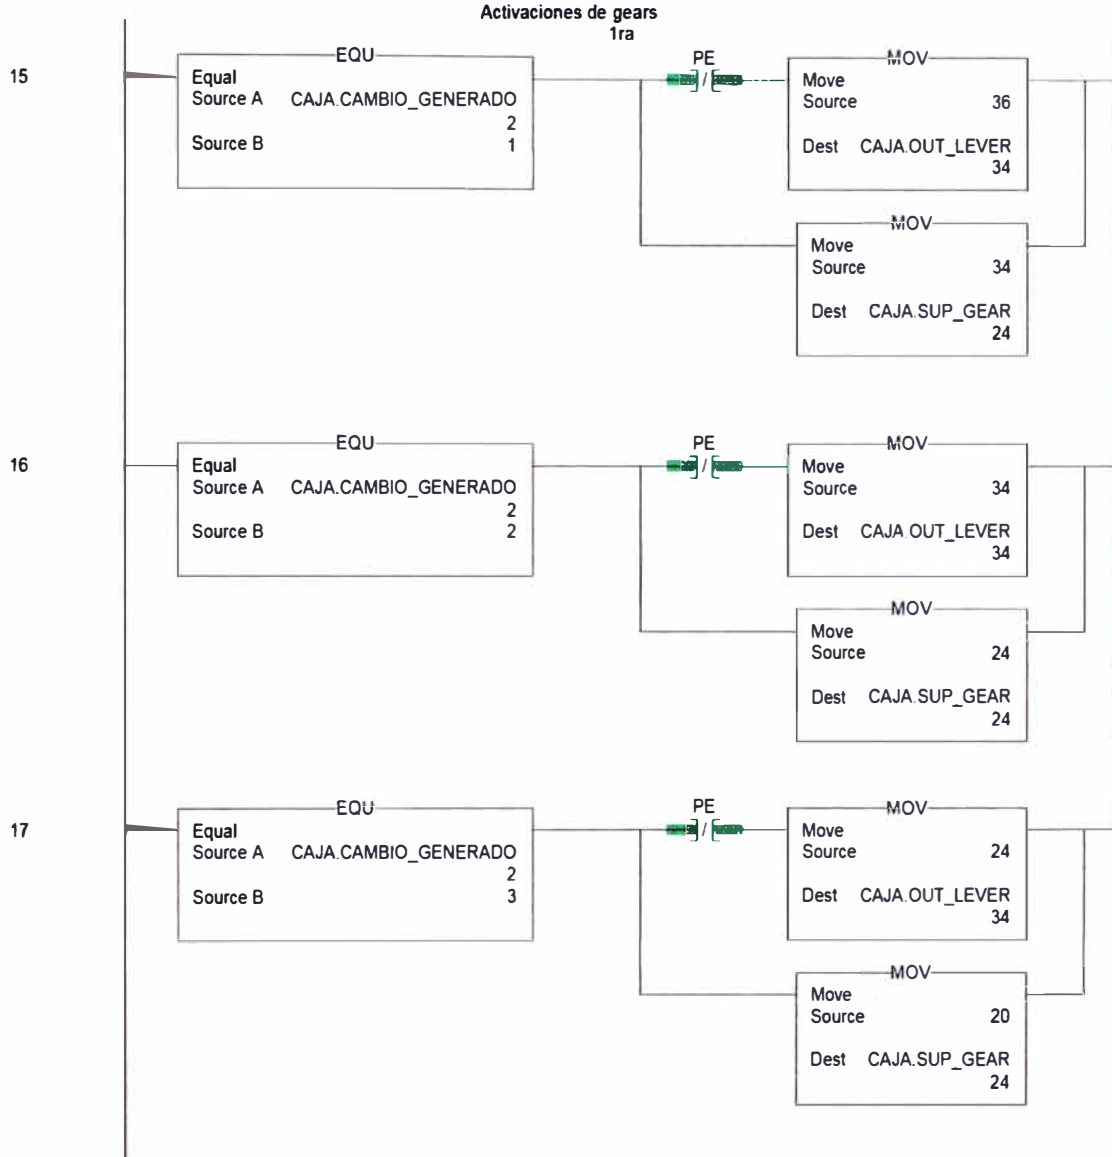 Activaciones de gears
1ra
15
EQU
Equal
Source A CAJA.CAMBIO_GENERADO
2
Source B 1
PE
/
MOV
Move
Source 36
Dest CAJA.OUT_LEVER
34
MOV
Move
Source 34
Dest CAJA.SUP_GEAR
24
16
EQU
Equal
Source A CAJA.CAMBIO_GENERADO
2
Source B 2
PE
/
MOV
Move
Source 34
Dest CAJA.OUT_LEVER
34
MOV
Move
Source 24
Dest CAJA.SUP_GEAR
24
17
EQU
Equal
Source A CAJA.CAMBIO_GENERADO
2
Source B 3
PE
/
MOV
Move
Source 24
Dest CAJA.OUT_LEVER
34
MOV
Move
Source 20
Dest CAJA.SUP_GEAR
24